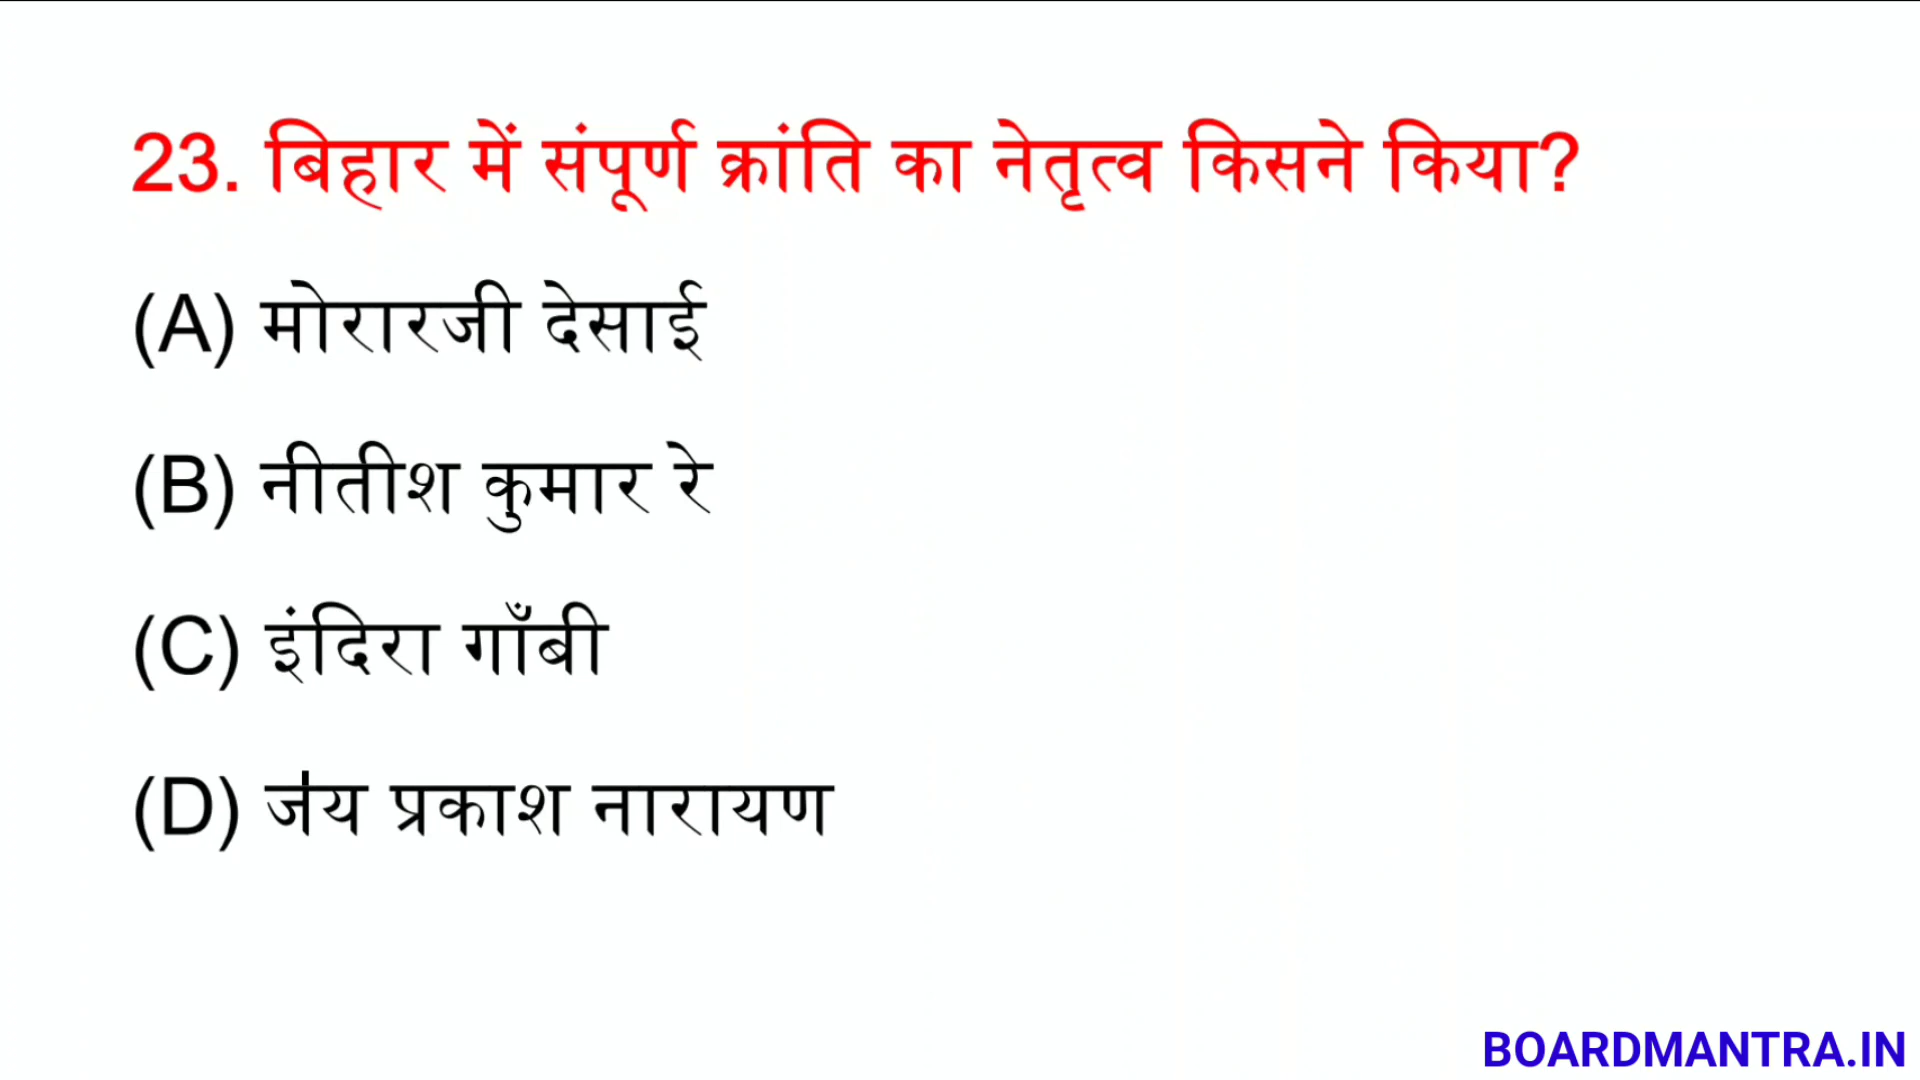 23. बिहार में संपूर्ण क्रांति का नेतृत्व किसने किया?
(A) मोरारजी देसाई
(B) नीतीश कुमार रे
(C) इंदिरा गाँबी
(D) जंय प्रकाश नारायण
BOARDMANTRA.IN